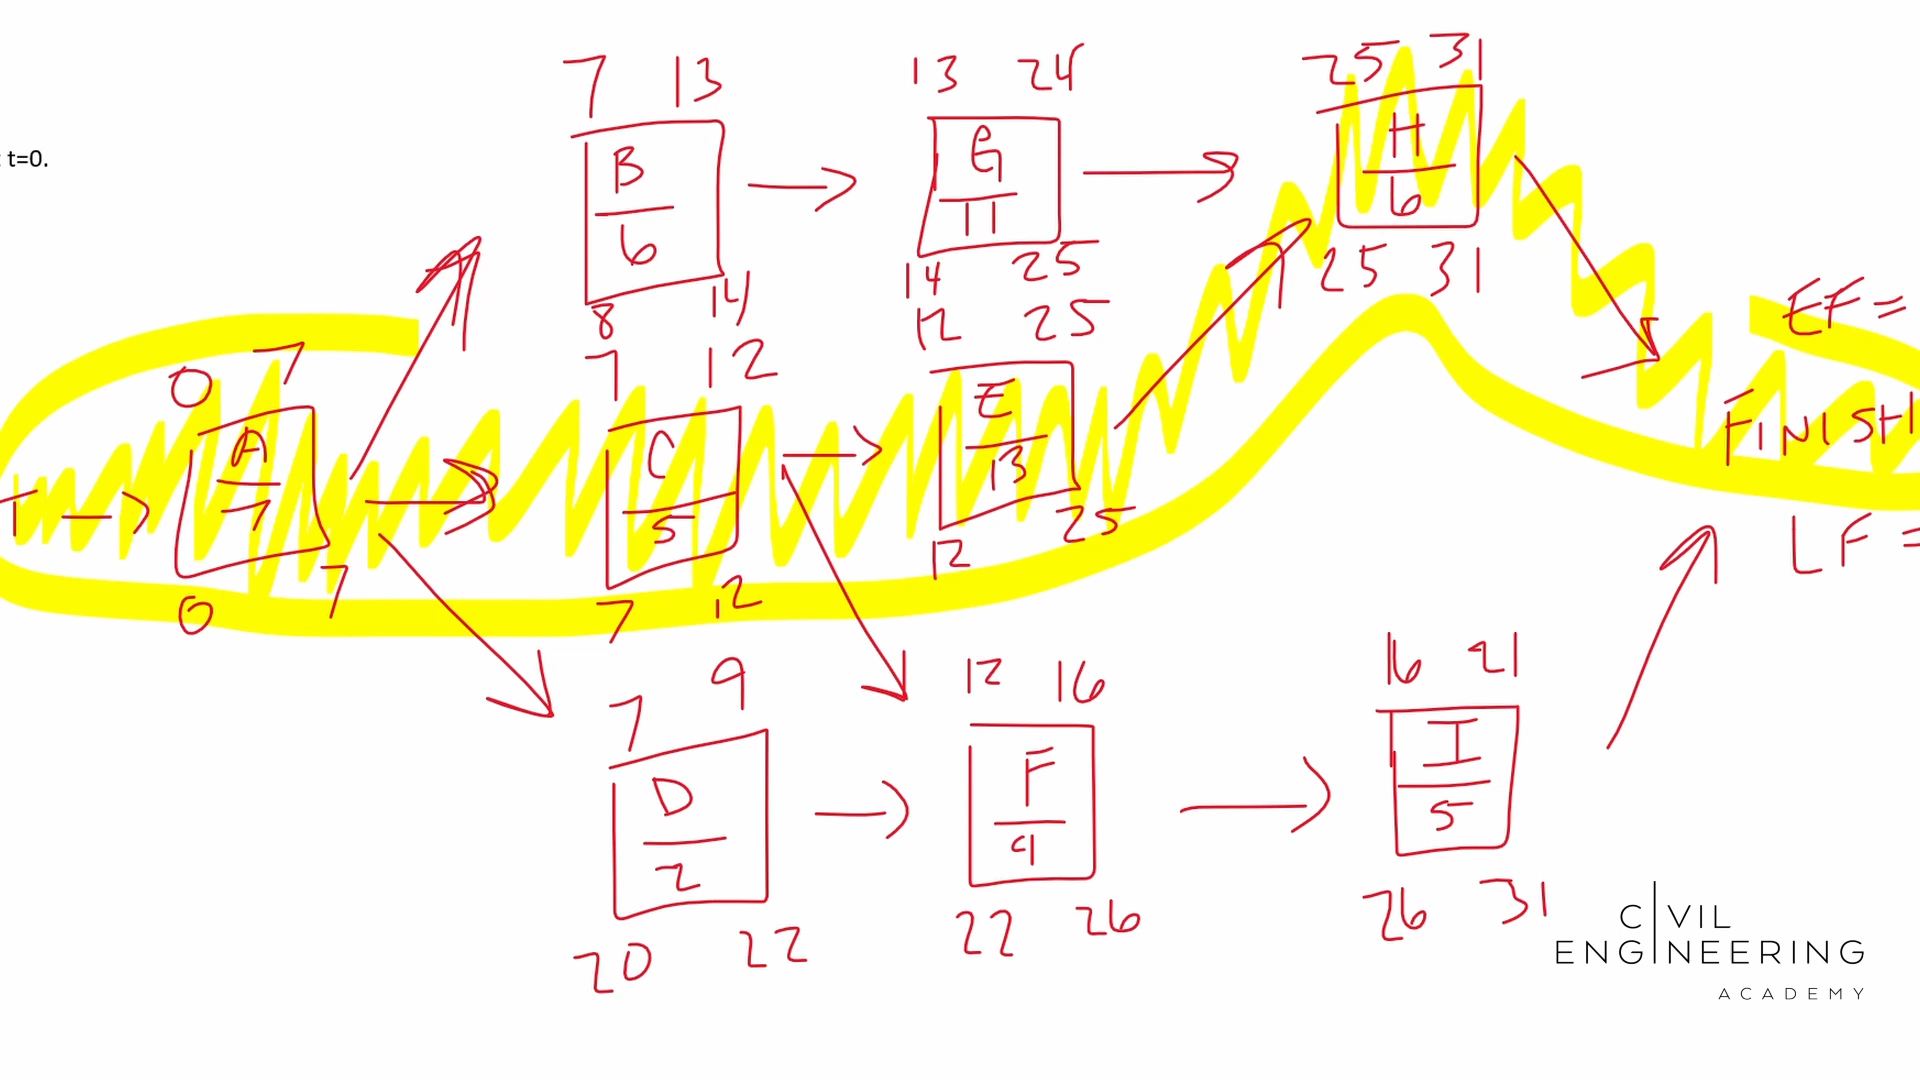 : t=0.
7 13
13 24
25 31
B
6
G
11
H
6
8 14
14 25
25 31
EF=
0 7
7 12
12 25
A
7
C
5
E
13
FINISH
T
0 7
7 12
12 25
LF =
7 9
12 16
16 21
D
2
F
4
I
5
20 22
22 26
26 31
CIVIL
ENGINEERING
ACADEMY